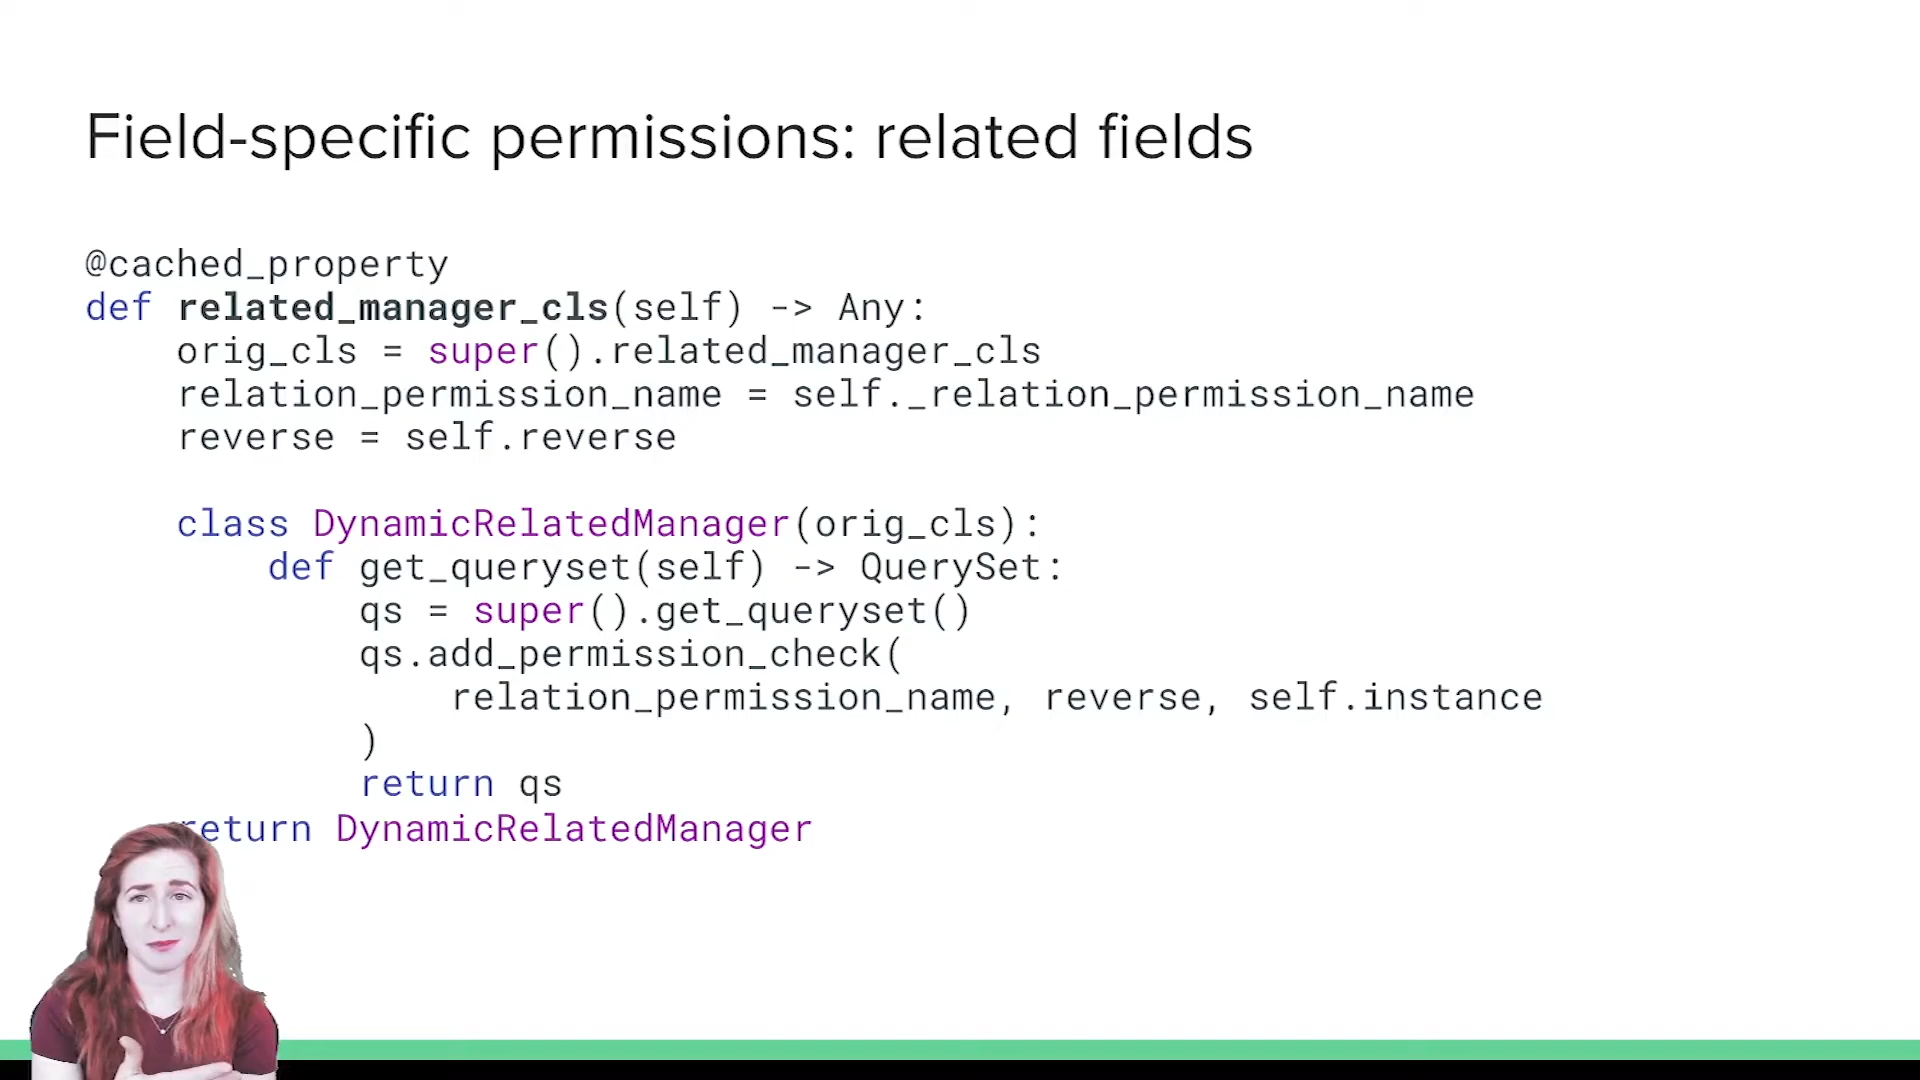 Field-specific permissions: related fields
@cached_property
def related_manager_cls(self) -> Any:
    orig_cls = super().related_manager_cls
    relation_permission_name = self._relation_permission_name
    reverse = self.reverse
    class DynamicRelatedManager(orig_cls):
        def get_queryset(self) -> QuerySet:
            qs = super().get_queryset()
            qs.add_permission_check(
                relation_permission_name, reverse, self.instance
            )
            return qs
    return DynamicRelatedManager